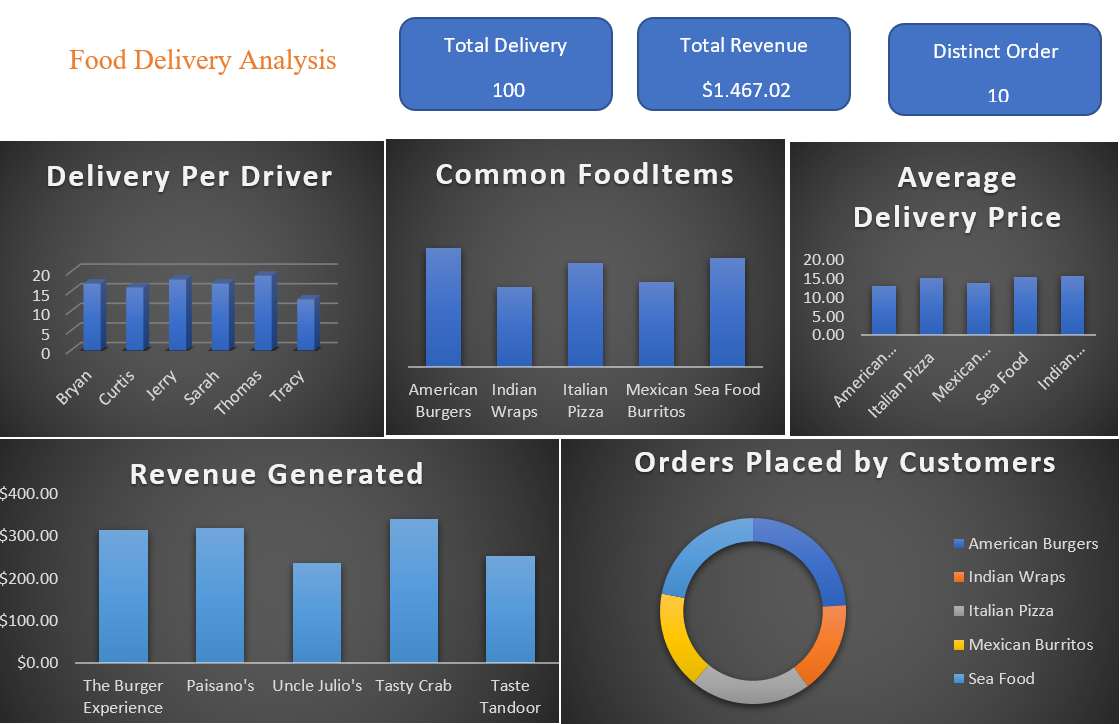 Food Delivery Analysis
Total Delivery
100
Total Revenue
$1.467.02
Distinct Order
10
Delivery Per Driver
20
15
10
5
0
Bryan
Curtis
Jerry
Sarah
Thomas
Tracy
Common FoodItems
American
Burgers
Indian
Wraps
Italian
Pizza
Mexican
Burritos
Sea Food
Average
Delivery Price
20.00
15.00
10.00
5.00
0.00
American...
Italian Pizza
Mexican...
Sea Food
Indian...
Revenue Generated
$400.00
$300.00
$200.00
$100.00
$0.00
The Burger
Experience
Paisano's
Uncle Julio's
Tasty Crab
Taste
Tandoor
Orders Placed by Customers
American Burgers
Indian Wraps
Italian Pizza
Mexican Burritos
Sea Food